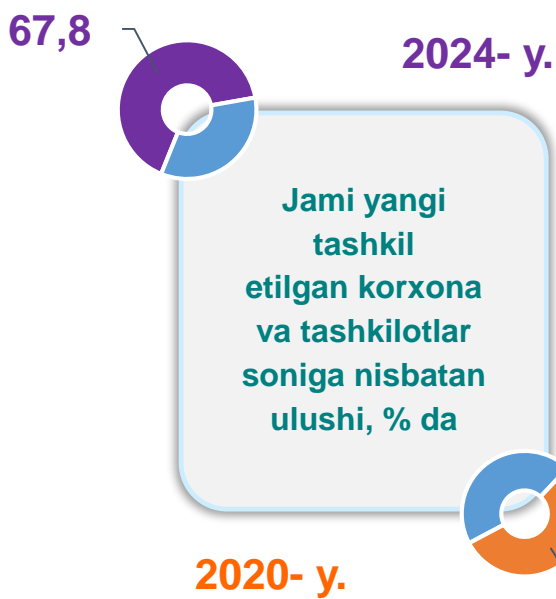 67,8
2024- y.
Jami yangi
tashkil
etilgan korxona
va tashkilotlar
soniga nisbatan
ulushi, % da
2020- y.